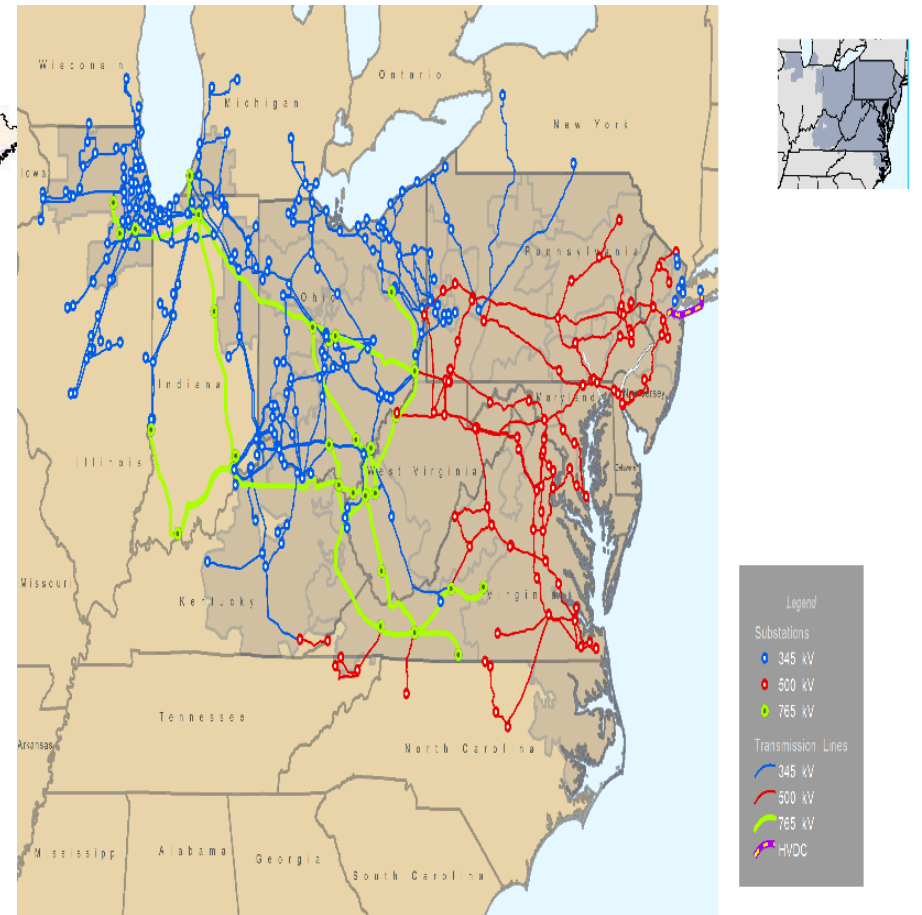 Wisconsin
Ontario
Michigan
New York
Iowa
Pennsylvania
Ohio
Indiana
Maryland
New Jersey
Illinois
West Virginia
Delaware
Missouri
Kentucky
Virginia
Tennessee
North Carolina
Arkansas
Mississipp
Alabama
Georgia
South Carolina
Legend
Substations
345 kV
500 kV
765 kV
Transmission Lines
345 kV
500 kV
765 kV
HVDC